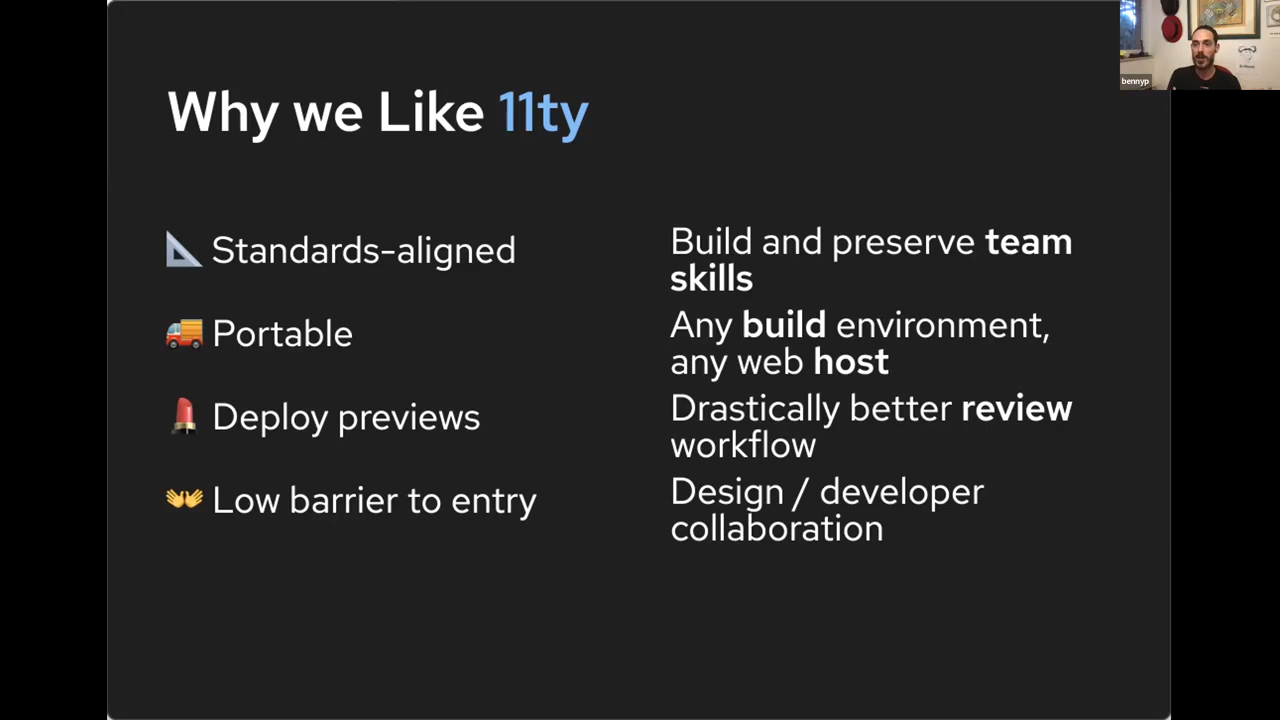 bennyp
Why we Like 11ty
📐 Standards-aligned
Build and preserve team
skills
🚚 Portable
Any build environment,
any web host
💄 Deploy previews
Drastically better review
workflow
👐 Low barrier to entry
Design / developer
collaboration